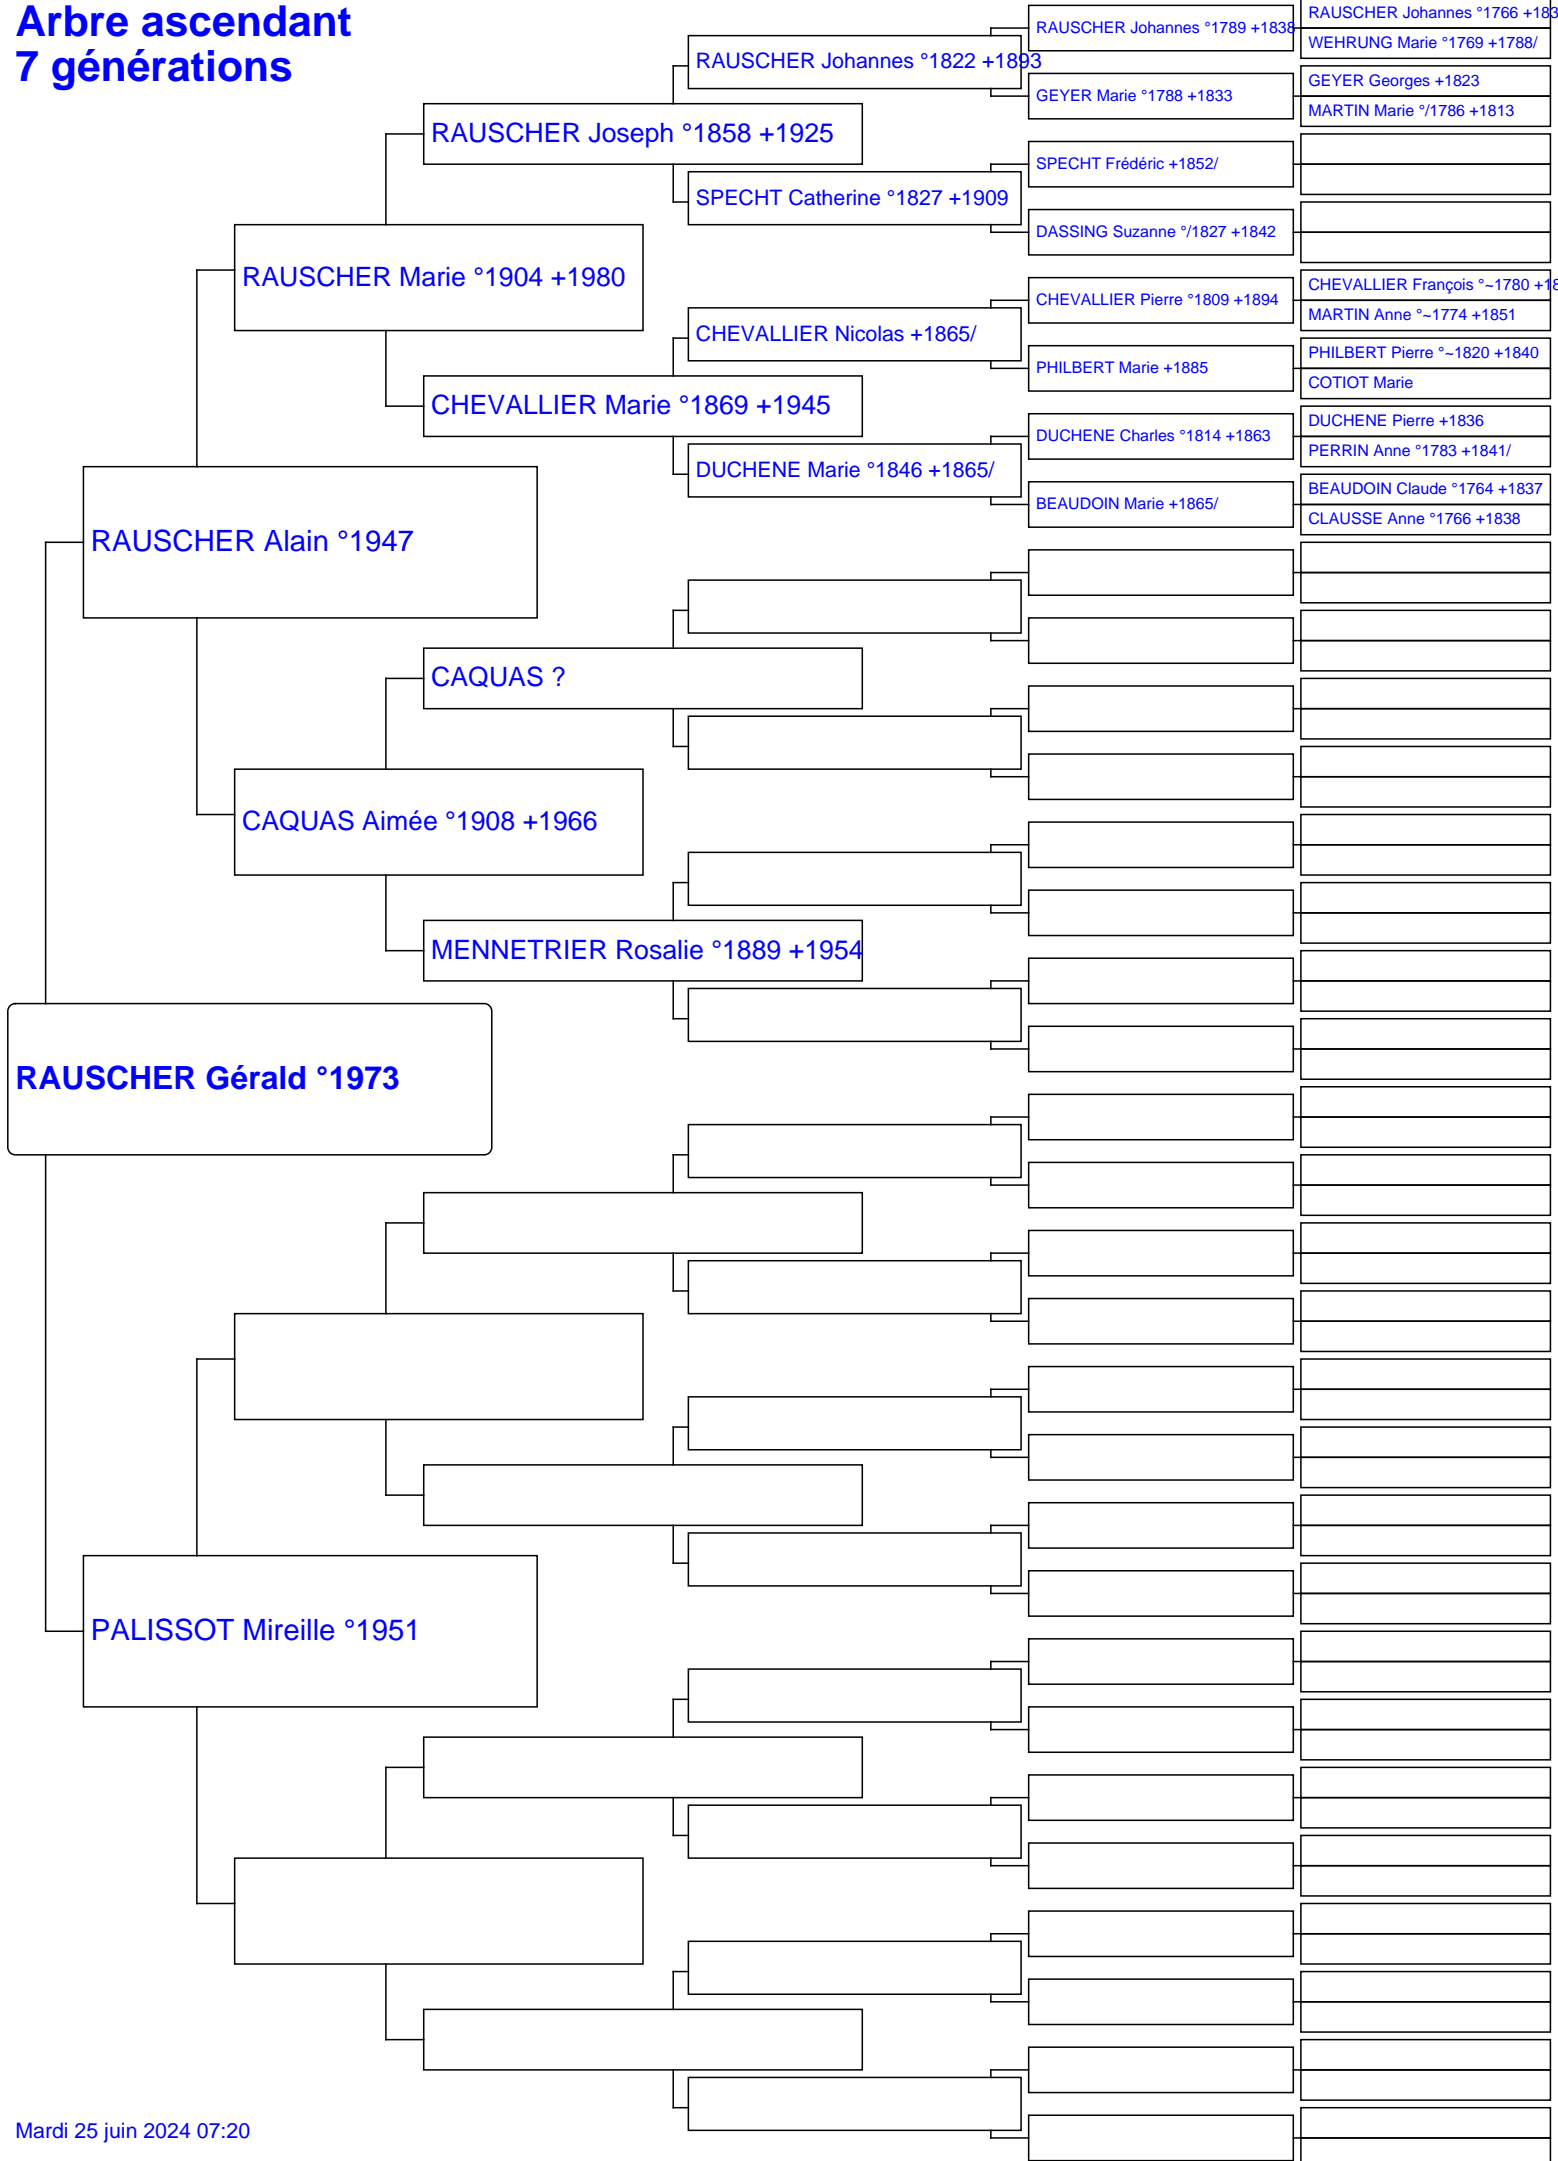 Arbre ascendant
7 générations
RAUSCHER Gérald °1973
RAUSCHER Alain °1947
PALISSOT Mireille °1951
RAUSCHER Marie °1904 +1980
CAQUAS Aimée °1908 +1966
RAUSCHER Joseph °1858 +1925
CHEVALLIER Marie °1869 +1945
CAQUAS ?
MENNETRIER Rosalie °1889 +1954
RAUSCHER Johannes °1822 +1893
SPECHT Catherine °1827 +1909
CHEVALLIER Nicolas +1865/
DUCHENE Marie °1846 +1865/
RAUSCHER Johannes °1789 +1838
GEYER Marie °1788 +1833
SPECHT Frédéric +1852/
DASSING Suzanne °/1827 +1842
CHEVALLIER Pierre °1809 +1894
PHILBERT Marie +1885
DUCHENE Charles °1814 +1863
BEAUDOIN Marie +1865/
RAUSCHER Johannes °1766 +183
WEHRUNG Marie °1769 +1788/
GEYER Georges +1823
MARTIN Marie °/1786 +1813
CHEVALLIER François °~1780 +18
MARTIN Anne °~1774 +1851
PHILBERT Pierre °~1820 +1840
COTIOT Marie
DUCHENE Pierre +1836
PERRIN Anne °1783 +1841/
BEAUDOIN Claude °1764 +1837
CLAUSSE Anne °1766 +1838
Mardi 25 juin 2024 07:20